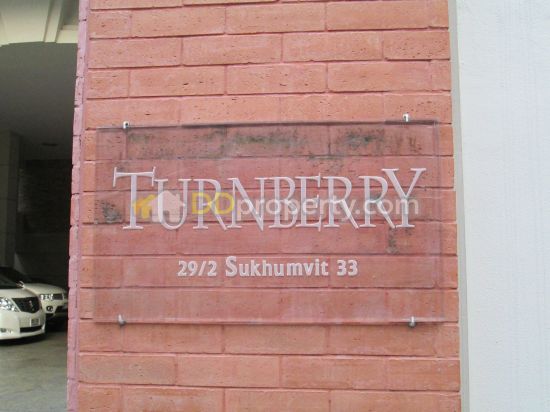 TURNBERRY
DDproperty.com
29/2 Sukhumvit 33